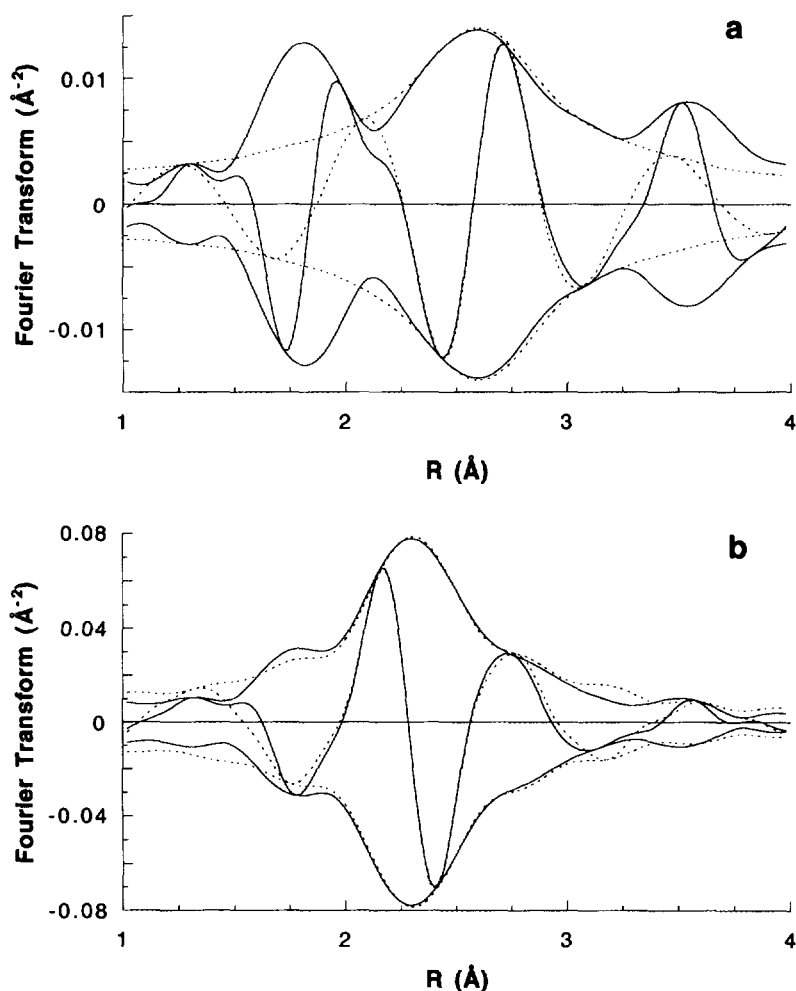 a
0.01
0
-0.01
Fourier Transform (Å⁻²)
1 2 3 4
R (Å)
b
0.08
0.04
0
-0.04
-0.08
Fourier Transform (Å⁻²)
1 2 3 4
R (Å)